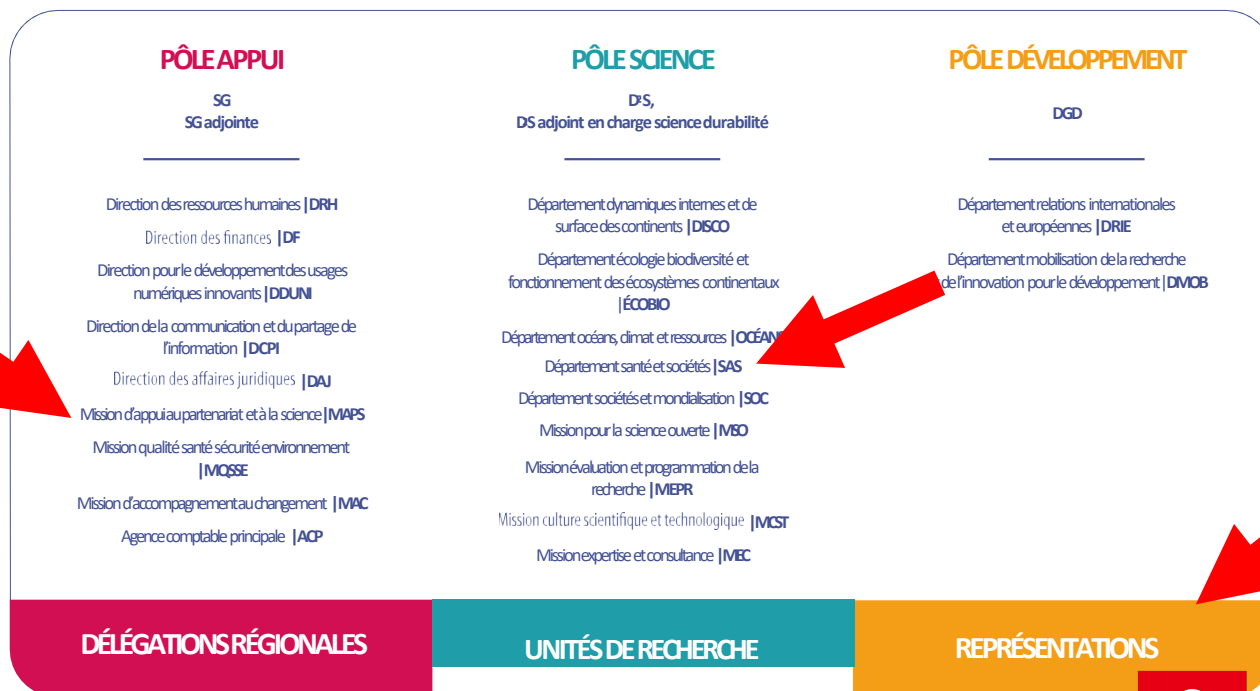 PÔLE APPUI
SG
SG adjointe
Direction des ressources humaines |DRH
Direction des finances |DF
Direction pour le développement des usages
numériques innovants |DDUNI
Direction de la communication et du partage de
l'information |DCPI
Direction des affaires juridiques |DAJ
Mission d'appui au partenariat et à la science |MAPS
Mission qualité santé sécurité environnement
|MQSSE
Mission d'accompagnement au changement |MAC
Agence comptable principale |ACP
DÉLÉGATIONS RÉGIONALES
PÔLE SCIENCE
DS,
DS adjoint en charge science durabilité
Département dynamiques internes et de
surface des continents |DISCO
Département écologie biodiversité et
fonctionnement des écosystèmes continentaux
|ÉCOBIO
Département océans, climat et ressources |OCÉANS
Département santé et sociétés |SAS
Département sociétés et mondialisation |SOC
Mission pour la science ouverte |MSO
Mission évaluation et programmation de la
recherche |MEPR
Mission culture scientifique et technologique |MCST
Mission expertise et consultance |MEC
UNITÉS DE RECHERCHE
PÔLE DÉVELOPPEMENT
DGD
Département relations internationales
et européennes |DRIE
Département mobilisation de la recherche
de l'innovation pour le développement |DMOB
REPRÉSENTATIONS